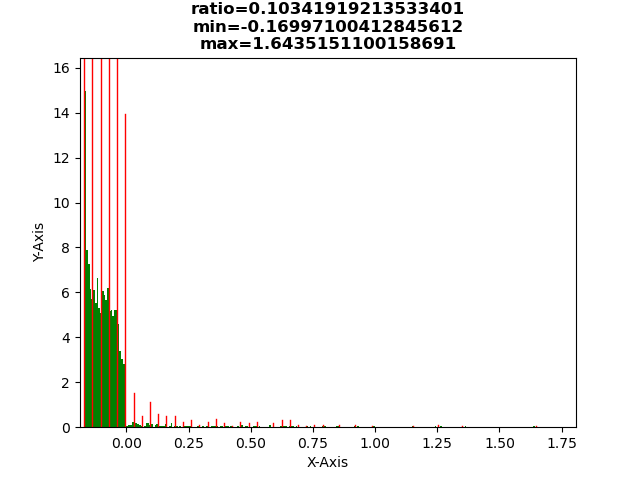 ratio=0.10341919213533401
min=-0.16997100412845612
max=1.6435151100158691
16
14
12
10
8
6
4
2
0
Y-Axis
0.00 0.25 0.50 0.75 1.00 1.25 1.50 1.75
X-Axis